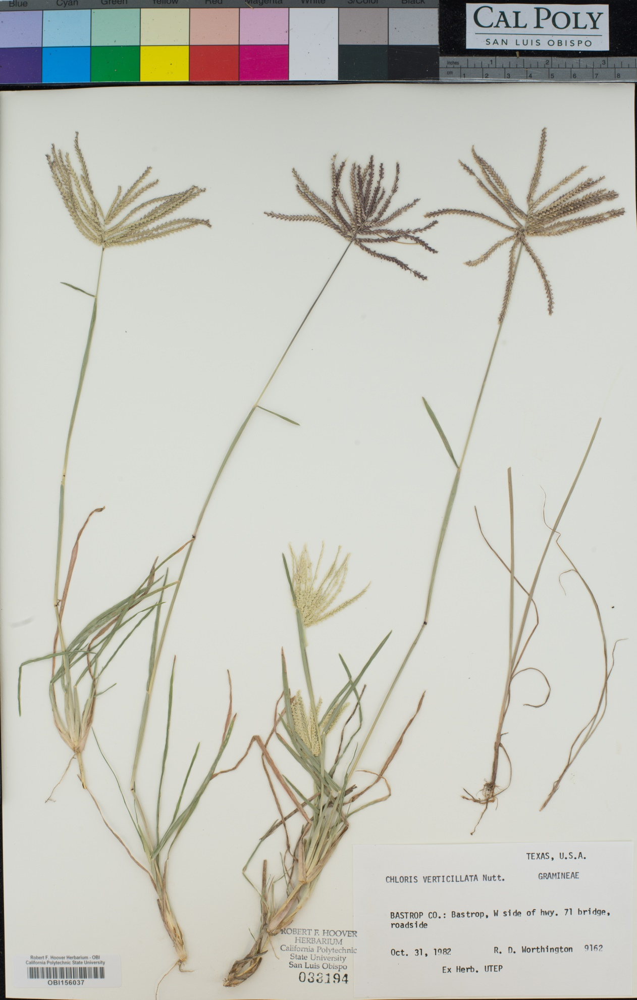 Blue Cyan Green Yellow Red Magenta White 3/Color Black
CAL POLY
SAN LUIS OBISPO
inches 1 2 3
cm 1 2 3 4 5 6 7 8
TEXAS, U.S.A.
CHLORIS VERTICILLATA Nutt. GRAMINEAE
BASTROP CO.: Bastrop, W side of hwy. 71 bridge,
roadside
Oct. 31, 1982 R. D. Worthington 9162
Ex Herb. UTEP
ROBERT F. HOOVER
HERBARIUM
California Polytechnic
State University
San Luis Obispo
033194
Robert F. Hoover Herbarium - OBI
California Polytechnic State University
OBI156037